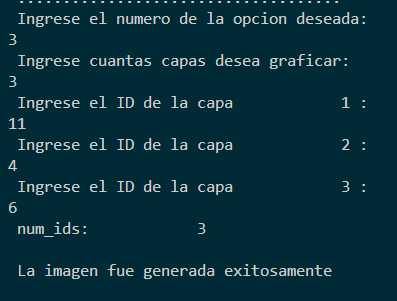 ....................................
Ingrese el numero de la opcion deseada:
3
Ingrese cuantas capas desea graficar:
3
Ingrese el ID de la capa           1 :
11
Ingrese el ID de la capa           2 :
4
Ingrese el ID de la capa           3 :
6
num_ids:           3
La imagen fue generada exitosamente